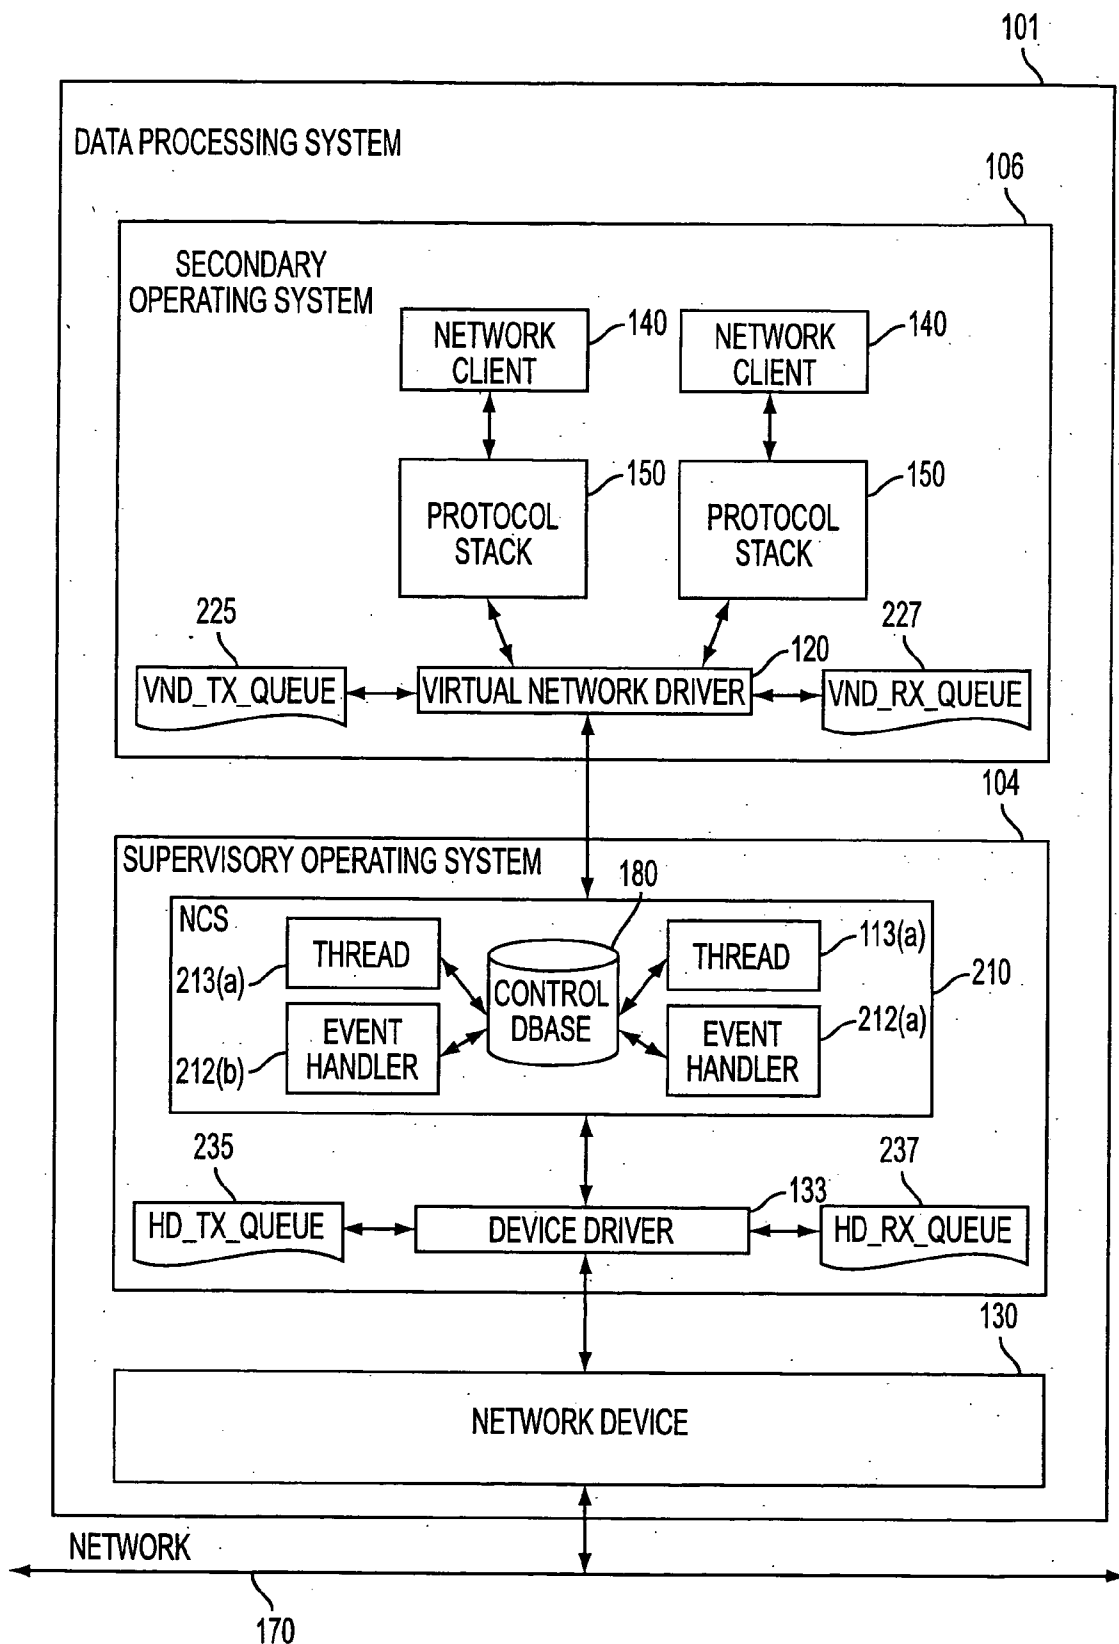 101
DATA PROCESSING SYSTEM
106
SECONDARY
OPERATING SYSTEM
NETWORK
CLIENT
140
NETWORK
CLIENT
140
PROTOCOL
STACK
150
PROTOCOL
STACK
150
225
227
VND_TX_QUEUE
VIRTUAL NETWORK DRIVER
120
VND_RX_QUEUE
104
SUPERVISORY OPERATING SYSTEM
180
NCS
THREAD
213(a)
CONTROL
DBASE
THREAD
113(a)
210
EVENT
HANDLER
212(b)
EVENT
HANDLER
212(a)
235
237
HD_TX_QUEUE
DEVICE DRIVER
133
HD_RX_QUEUE
130
NETWORK DEVICE
NETWORK
170